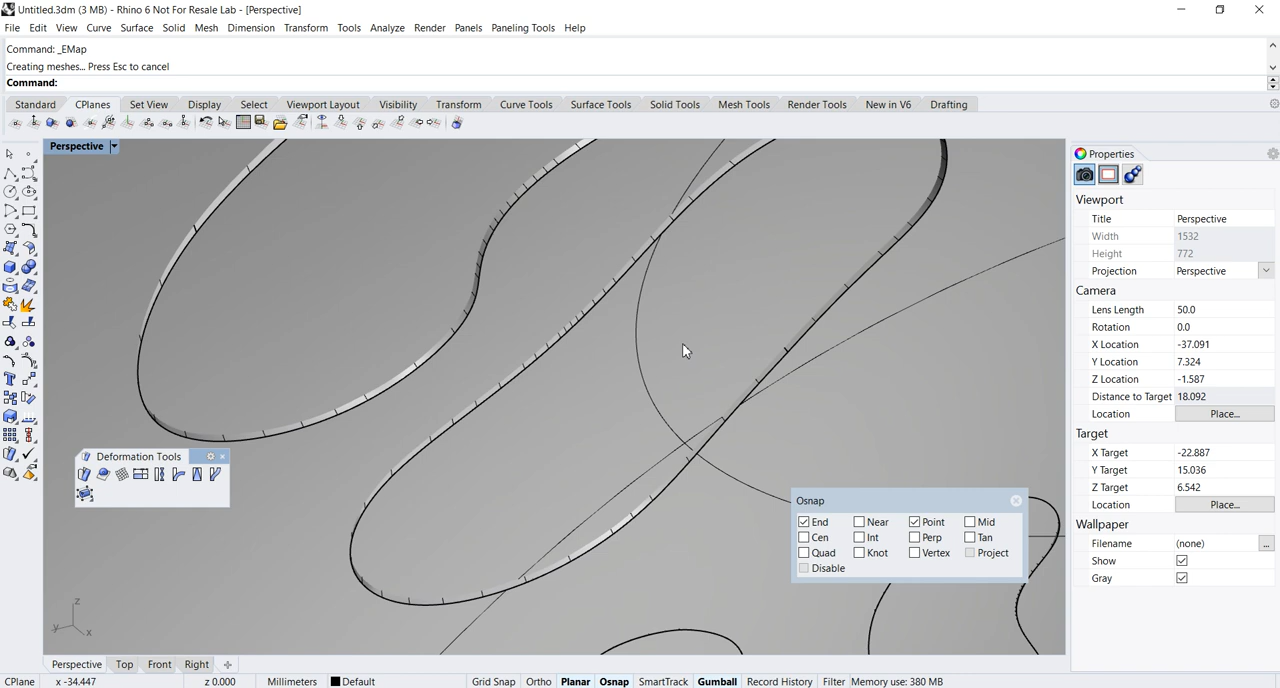 Untitled.3dm (3 MB) - Rhino 6 Not For Resale Lab - [Perspective]
File Edit View Curve Surface Solid Mesh Dimension Transform Tools Analyze Render Panels Paneling Tools Help
Command: _EMap
Creating meshes... Press Esc to cancel
Command:
Standard CPlanes Set View Display Select Viewport Layout Visibility Transform Curve Tools Surface Tools Solid Tools Mesh Tools Render Tools New in V6 Drafting
Perspective
Properties
Viewport
Title Perspective
Width 1532
Height 772
Projection Perspective
Camera
Lens Length 50.0
Rotation 0.0
X Location -37.091
Y Location 7.324
Z Location -1.587
Distance to Target 18.092
Location Place...
Target
X Target -22.887
Y Target 15.036
Z Target 6.542
Location Place...
Wallpaper
Filename (none) ...
Show
Gray
Deformation Tools
Osnap
End Near Point Mid
Cen Int Perp Tan
Quad Knot Vertex Project
Disable
z
y x
Perspective Top Front Right
CPlane x -34.447 z 0.000 Millimeters Default Grid Snap Ortho Planar Osnap SmartTrack Gumball Record History Filter Memory use: 380 MB